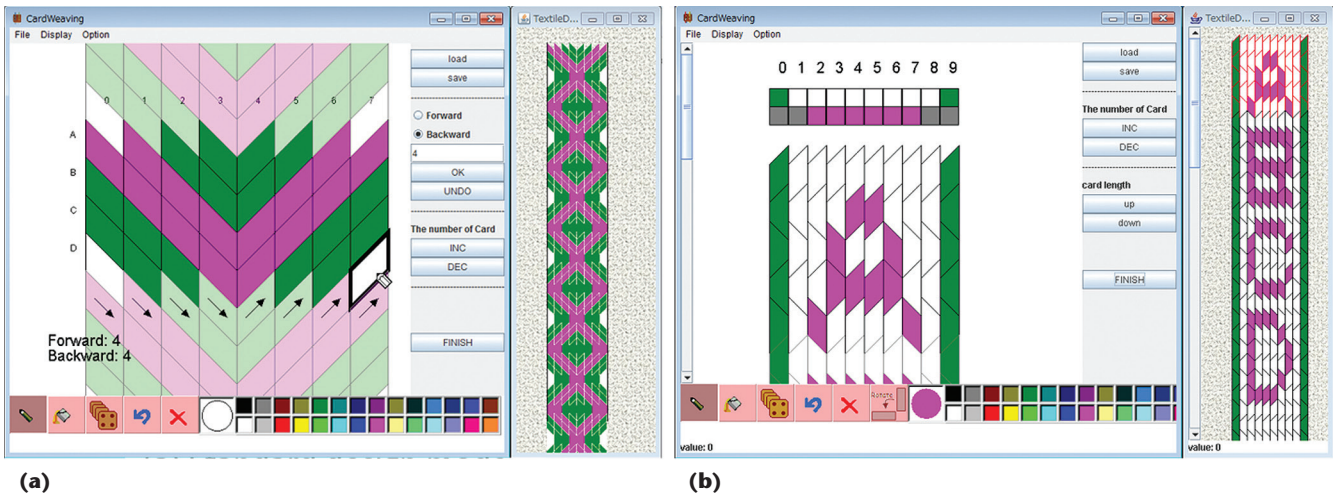 CardWeaving
File Display Option
0 1 2 3 4 5 6 7
A
B
C
D
Forward: 4
Backward: 4
load
save
Forward
Backward
4
OK
UNDO
The number of Card
INC
DEC
FINISH
TextileD...
(a)
CardWeaving
File Display Option
0 1 2 3 4 5 6 7 8 9
load
save
The number of Card
INC
DEC
card length
up
down
FINISH
Rotate
value: 0
TextileD...
value: 0
(b)